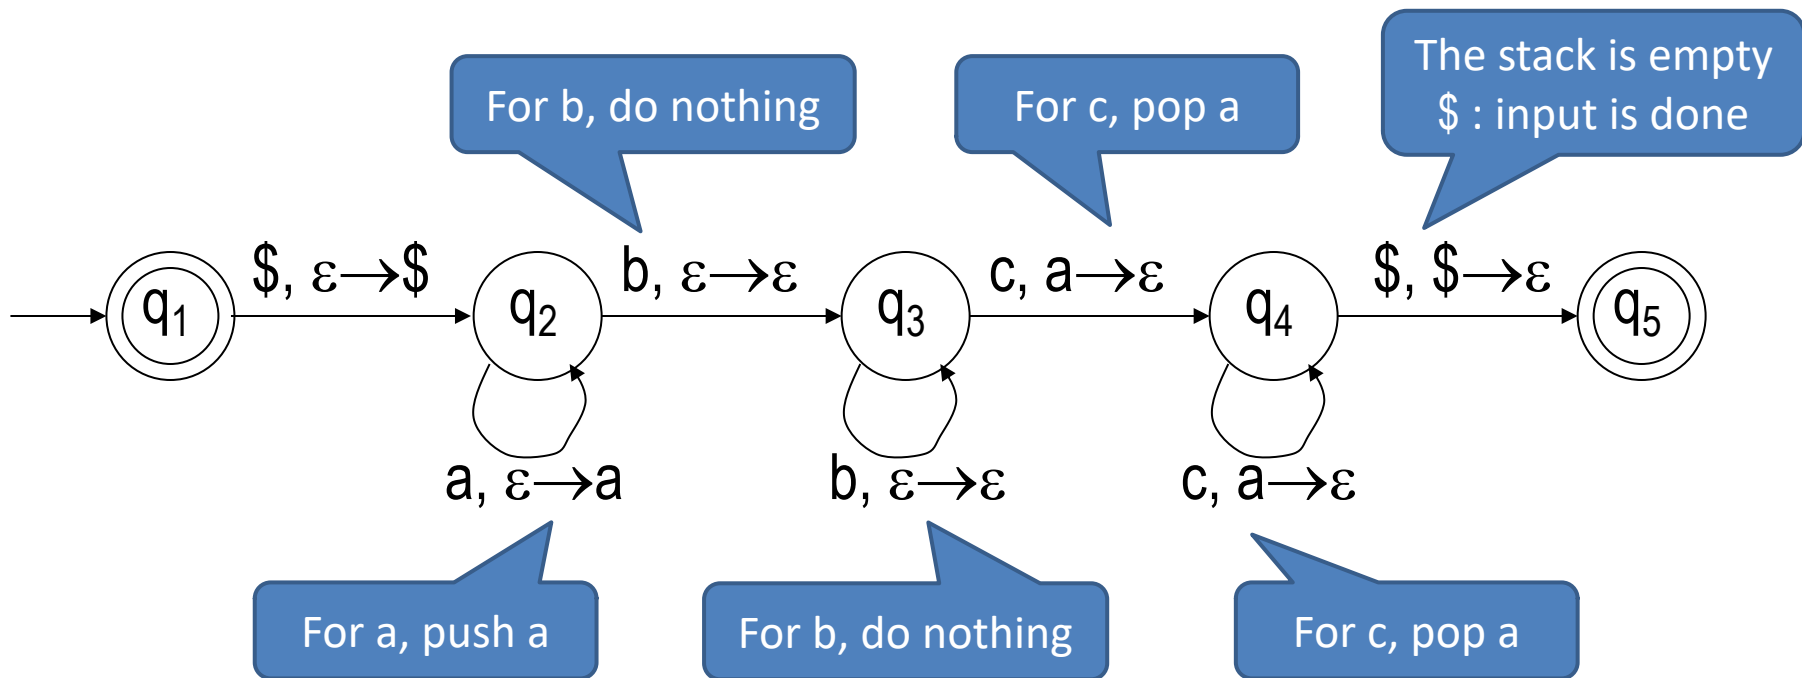 For b, do nothing
For c, pop a
The stack is empty
$ : input is done
$, ε→$
b, ε→ε
c, a→ε
$, $→ε
q₁
q₂
q₃
q₄
q₅
a, ε→a
b, ε→ε
c, a→ε
For a, push a
For b, do nothing
For c, pop a